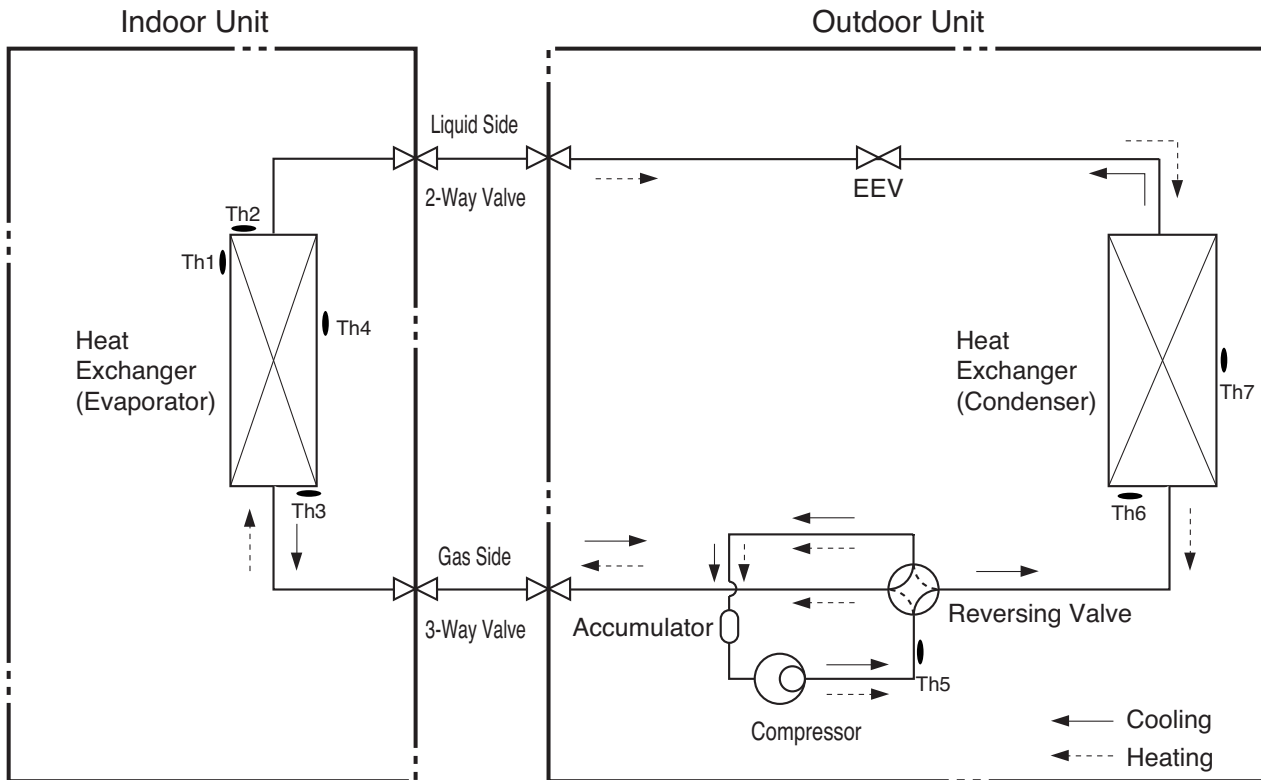 Indoor Unit
Outdoor Unit
Liquid Side
2-Way Valve
EEV
Th2
Th1
Th4
Heat
Exchanger
(Evaporator)
Th3
Heat
Exchanger
(Condenser)
Th7
Th6
Gas Side
3-Way Valve
Accumulator
Reversing Valve
Th5
Compressor
Cooling
Heating